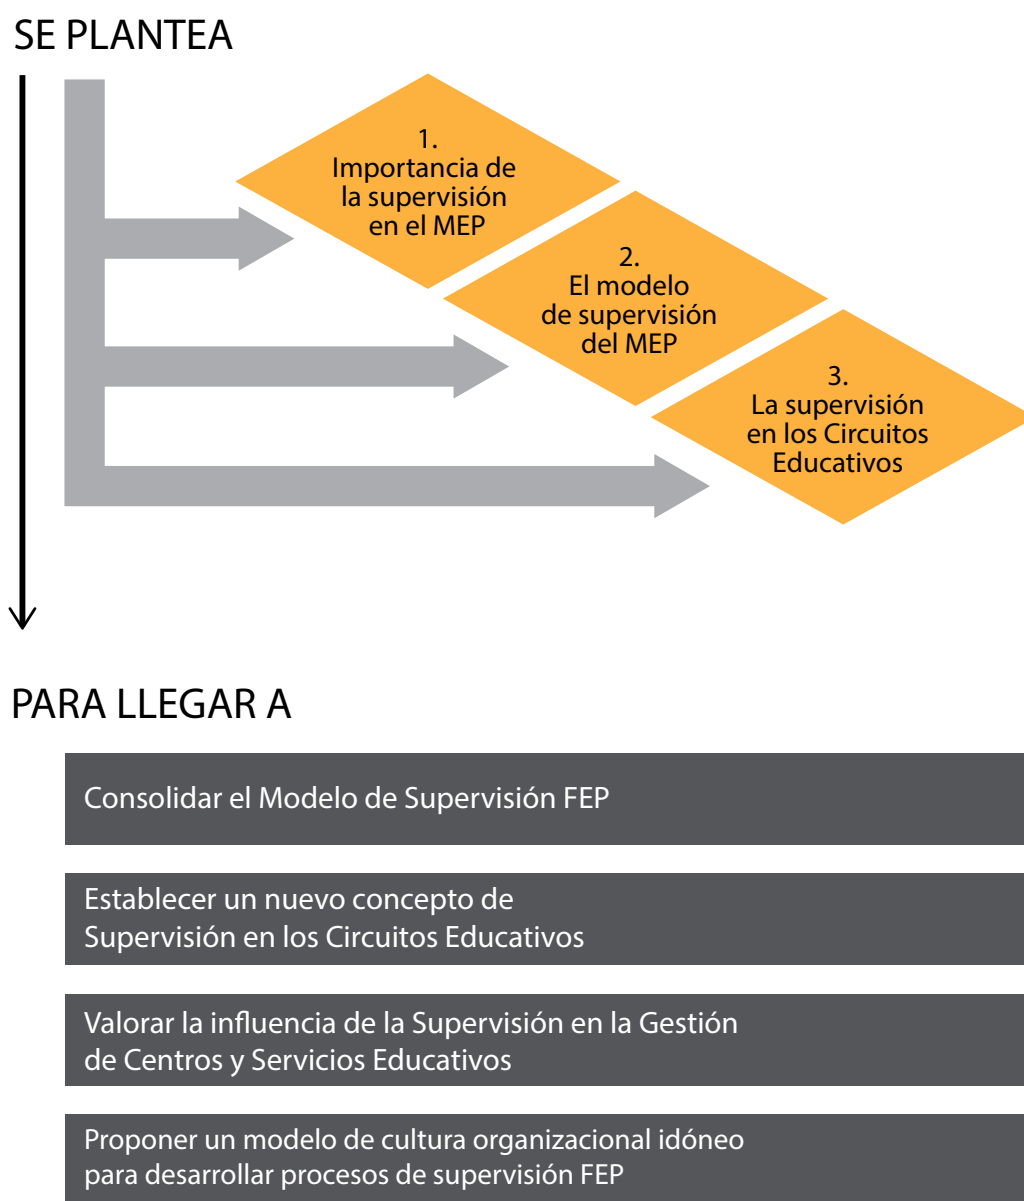 SE PLANTEA
1.
Importancia de
la supervisión
en el MEP
2.
El modelo
de supervisión
del MEP
3.
La supervisión
en los Circuitos
Educativos
PARA LLEGAR A
Consolidar el Modelo de Supervisión FEP
Establecer un nuevo concepto de
Supervisión en los Circuitos Educativos
Valorar la influencia de la Supervisión en la Gestión
de Centros y Servicios Educativos
Proponer un modelo de cultura organizacional idóneo
para desarrollar procesos de supervisión FEP